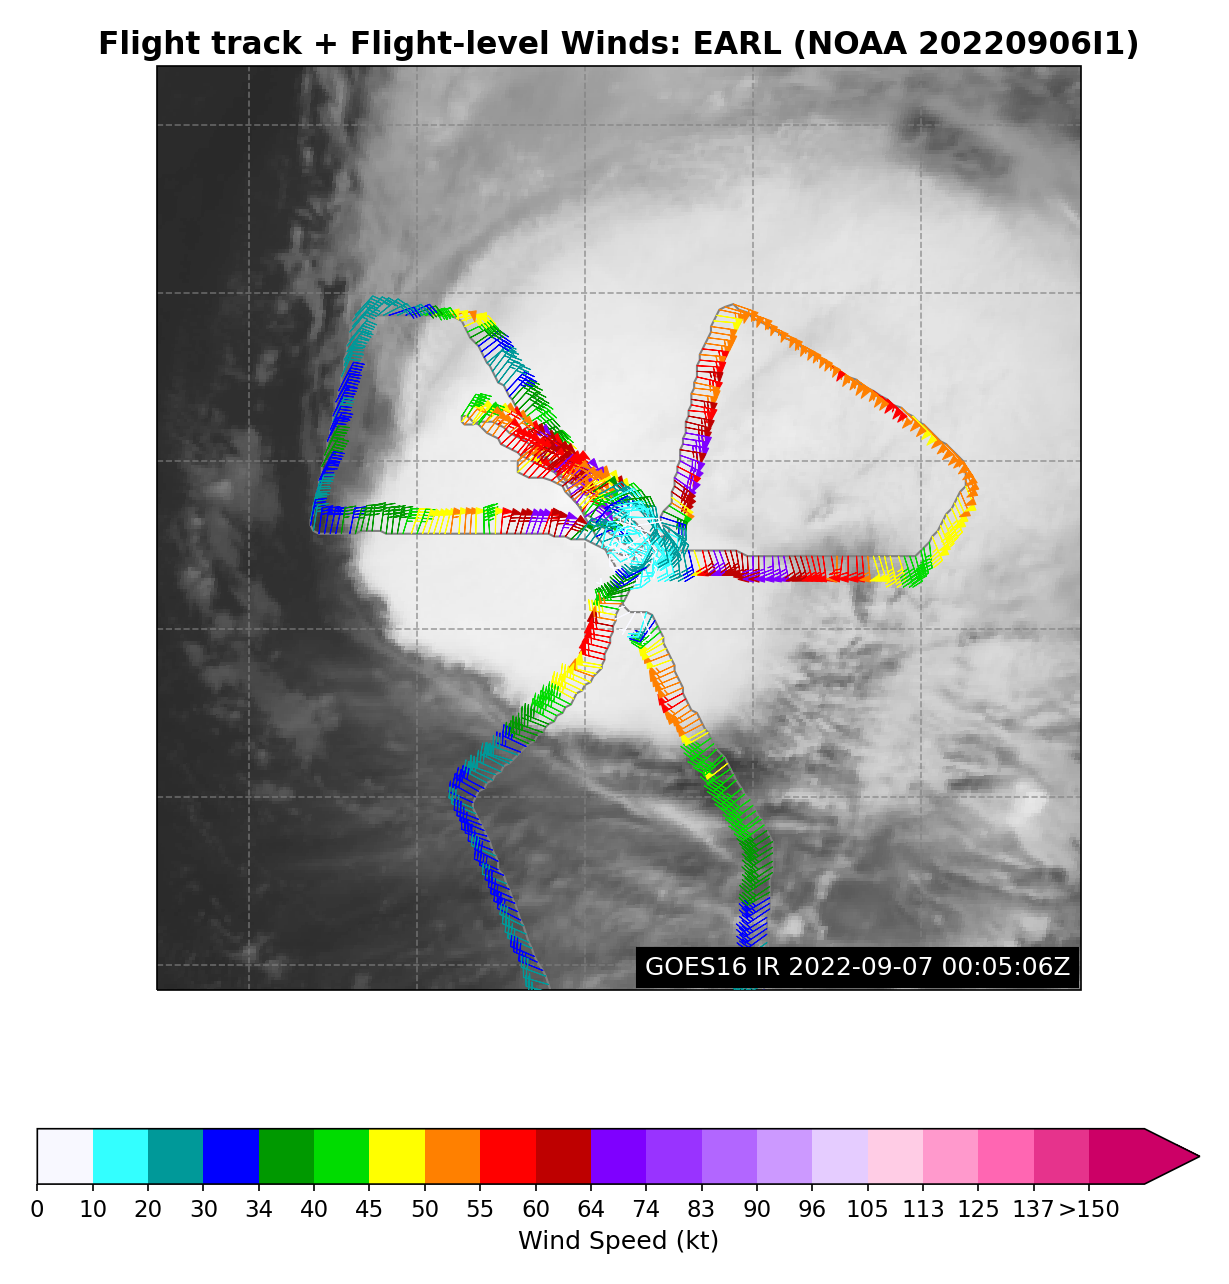 Flight track + Flight-level Winds: EARL (NOAA 20220906I1)
GOES16 IR 2022-09-07 00:05:06Z
0 10 20 30 34 40 45 50 55 60 64 74 83 90 96 105 113 125 137 >150
Wind Speed (kt)